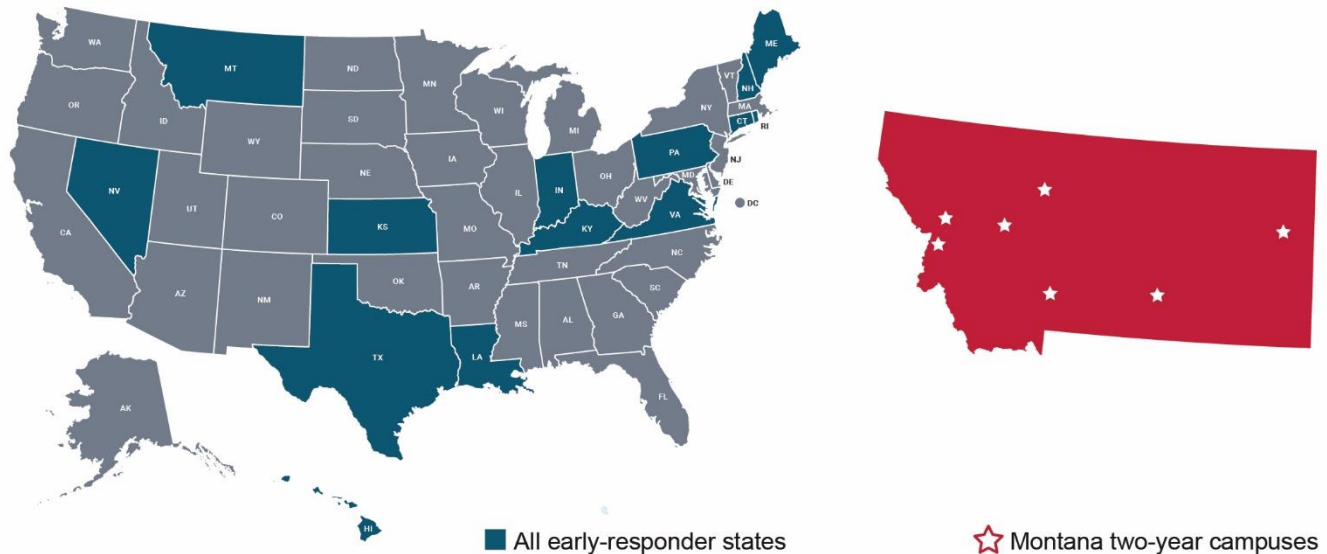 WA
MT
ND
MN
ME
VT
NH
OR
ID
WY
SD
WI
MI
NY
MA
CT
RI
NV
UT
CO
NE
IA
IL
IN
OH
PA
NJ
MD
DE
DC
CA
KS
MO
KY
WV
VA
AZ
NM
OK
AR
TN
NC
SC
TX
LA
MS
AL
GA
FL
AK
HI
All early-responder states
Montana two-year campuses